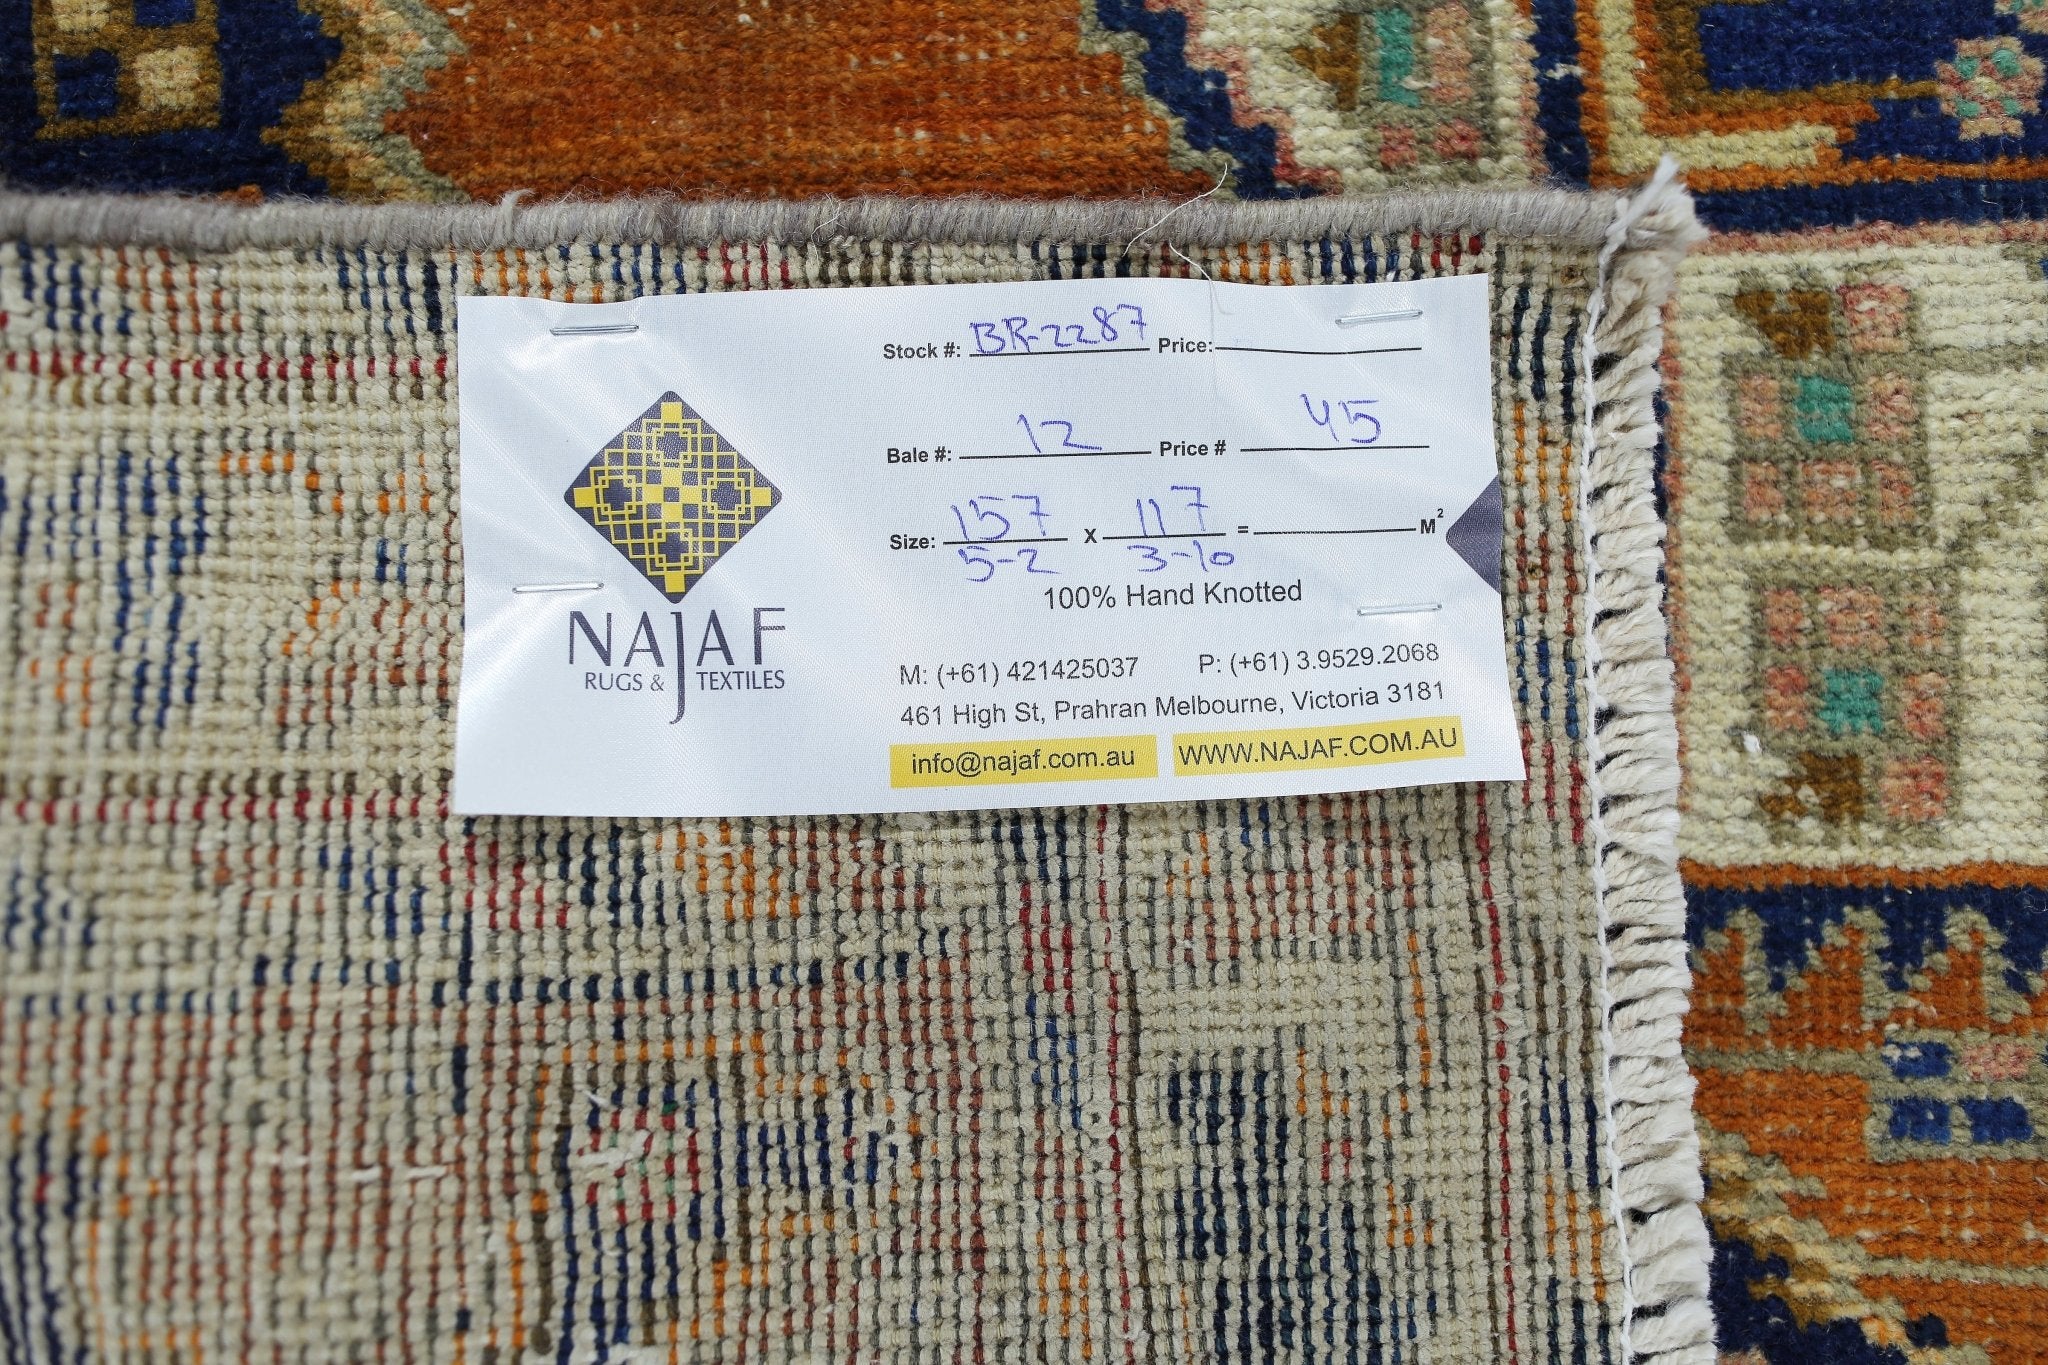 NAJAF
RUGS & TEXTILES
Stock #: BR-2287 Price:
Bale #: 12 Price # 45
Size: 157 x 117 = M²
5-2 3-10
100% Hand Knotted
M: (+61) 421425037 P: (+61) 3.9529.2068
461 High St, Prahran Melbourne, Victoria 3181
info@najaf.com.au WWW.NAJAF.COM.AU